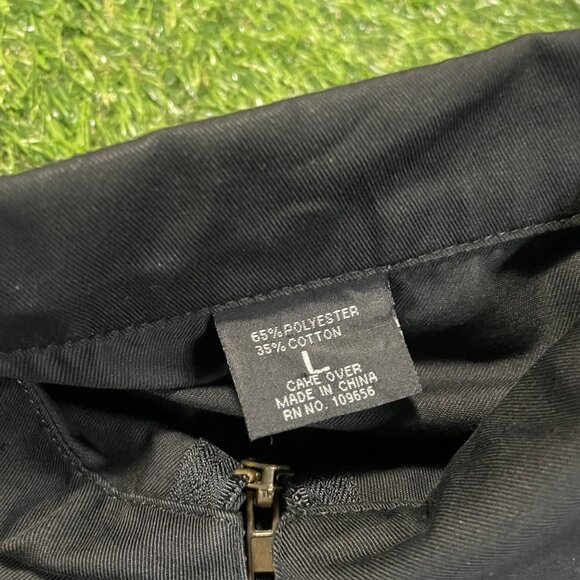 65% POLYESTER
35% COTTON
L
CARE OVER
MADE IN CHINA
RN NO. 109656